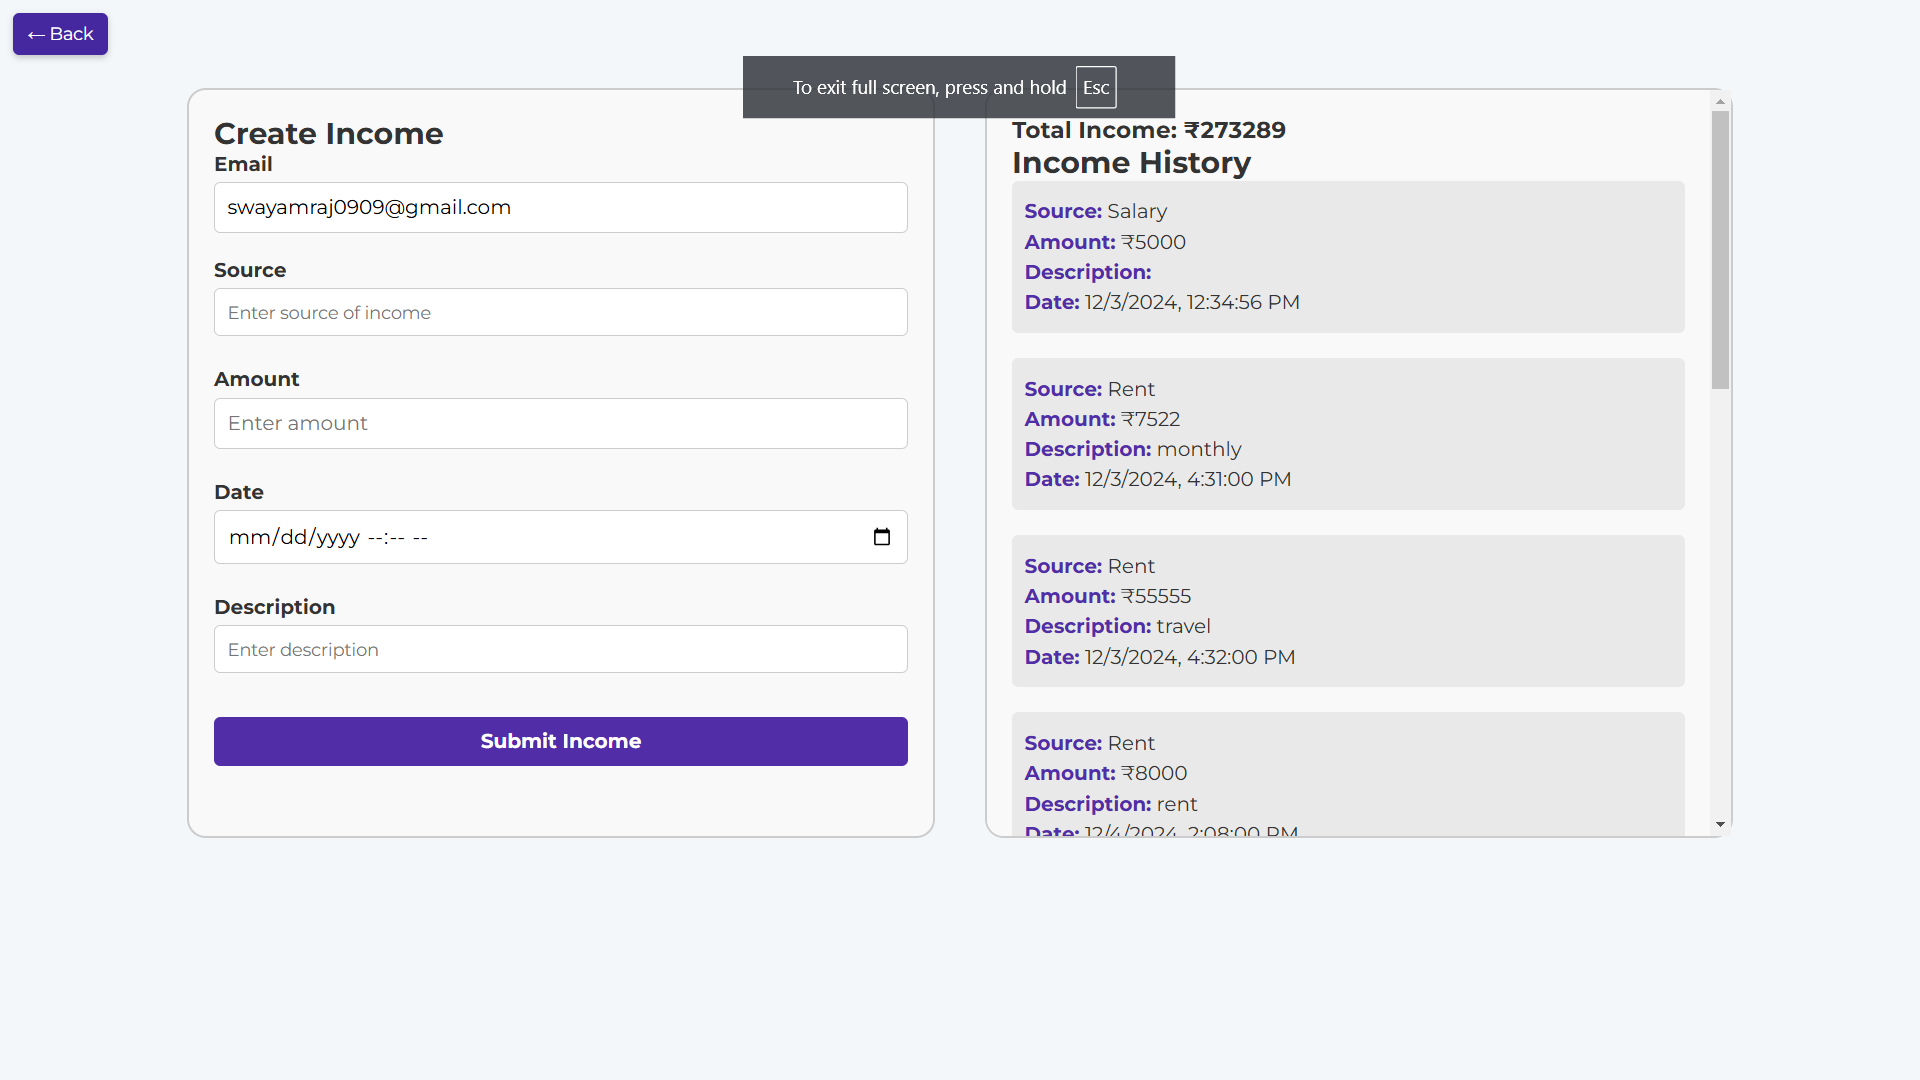 ←Back
To exit full screen, press and hold Esc
Create Income
Email
swayamraj0909@gmail.com
Source
Enter source of income
Amount
Enter amount
Date
mm/dd/yyyy --:-- --
Description
Enter description
Submit Income
Total Income: ₹273289
Income History
Source: Salary
Amount: ₹5000
Description:
Date: 12/3/2024, 12:34:56 PM
Source: Rent
Amount: ₹7522
Description: monthly
Date: 12/3/2024, 4:31:00 PM
Source: Rent
Amount: ₹55555
Description: travel
Date: 12/3/2024, 4:32:00 PM
Source: Rent
Amount: ₹8000
Description: rent
Date: 12/4/2024, 2:08:00 PM